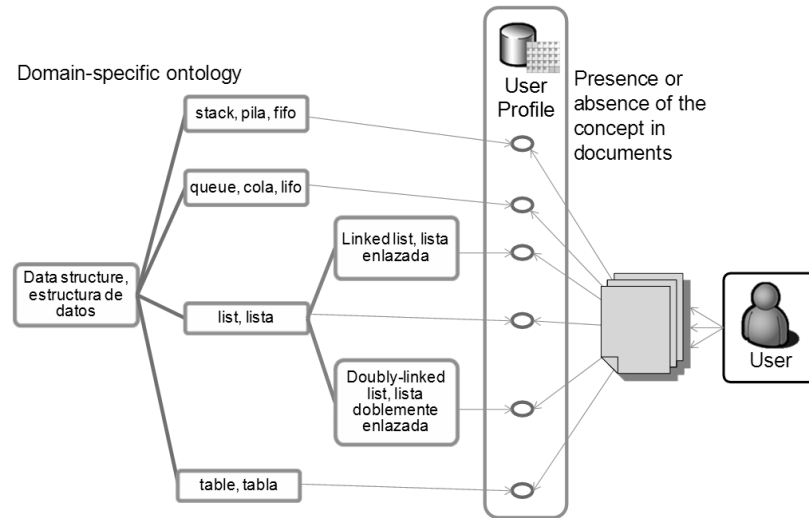 Domain-specific ontology
stack, pila, fifo
queue, cola, lifo
Data structure,
estructura de
datos
list, lista
Linked list, lista
enlazada
Doubly-linked
list, lista
doblemente
enlazada
table, tabla
User
Profile
Presence or
absence of the
concept in
documents
User